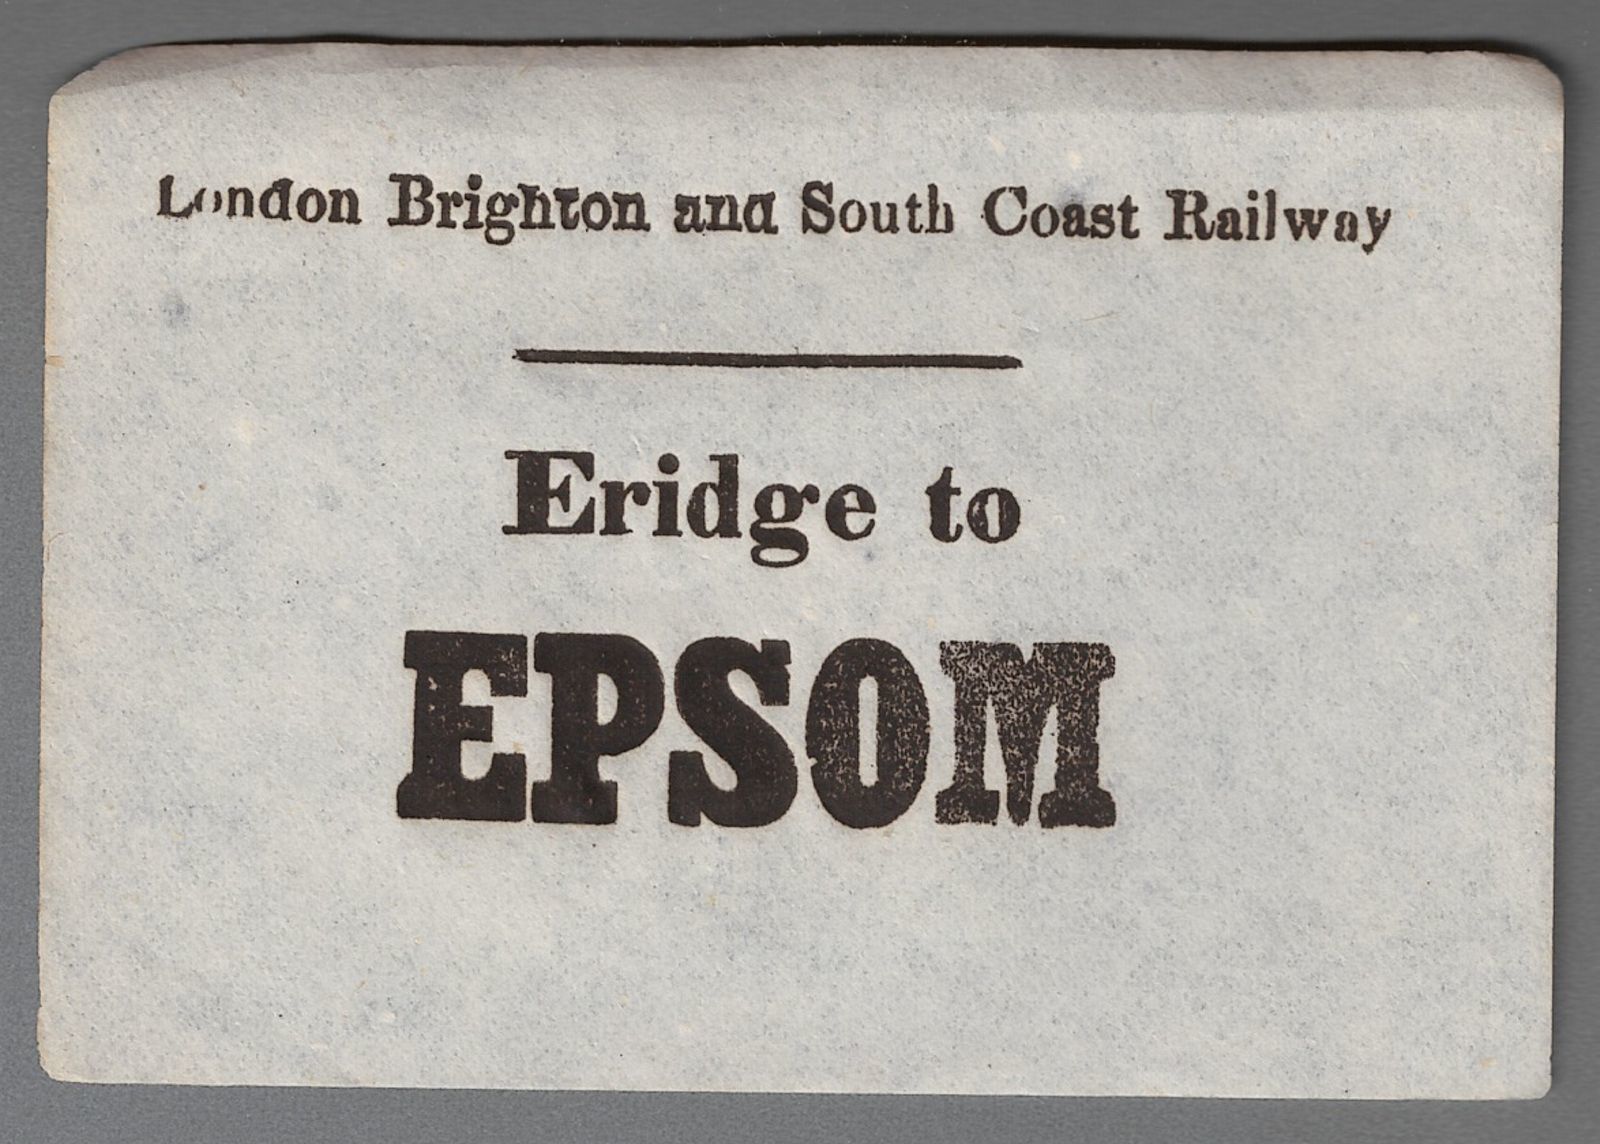 London Brighton and South Coast Railway
Eridge to
EPSOM